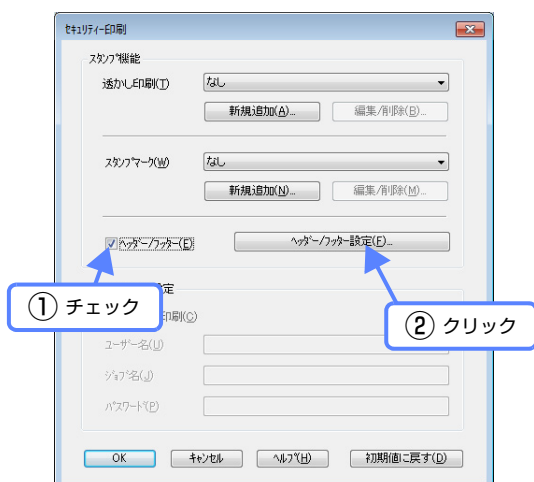 セキュリティー印刷
スタンプ機能
透かし印刷(T) なし
新規追加(A)... 編集/削除(B)...
スタンプマーク(W) なし
新規追加(N)... 編集/削除(M)...
ヘッダー/フッター(E) ヘッダー/フッター設定(F)...
① チェック
定
印刷(C)
② クリック
ユーザー名(U)
ジョブ名(J)
パスワード(P)
OK キャンセル ヘルプ(H) 初期値に戻す(D)